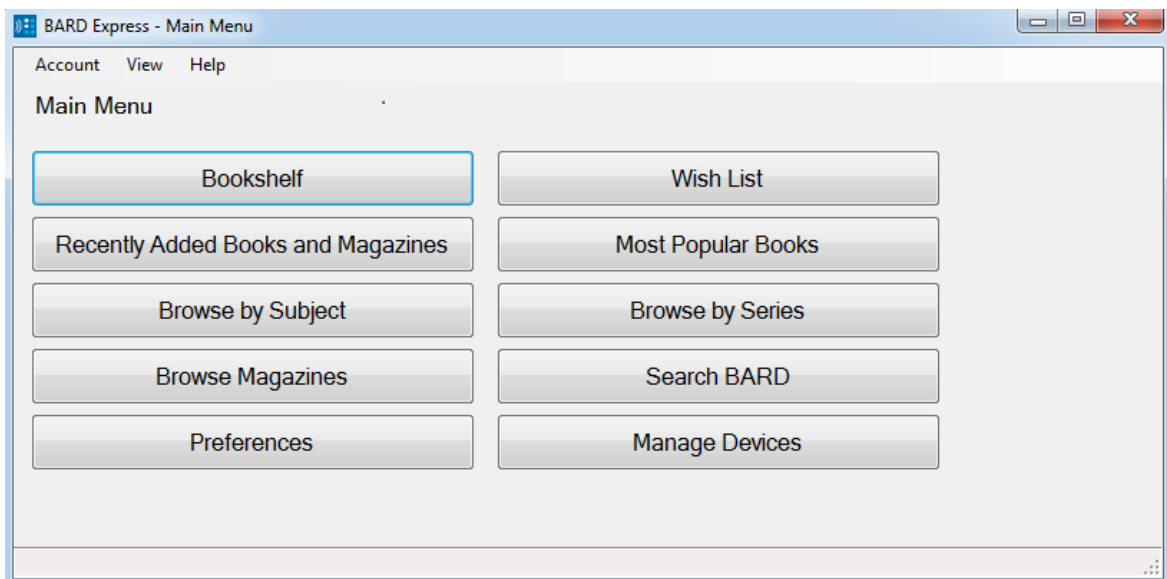 BARD Express - Main Menu
Account View Help
Main Menu
Bookshelf Wish List
Recently Added Books and Magazines Most Popular Books
Browse by Subject Browse by Series
Browse Magazines Search BARD
Preferences Manage Devices